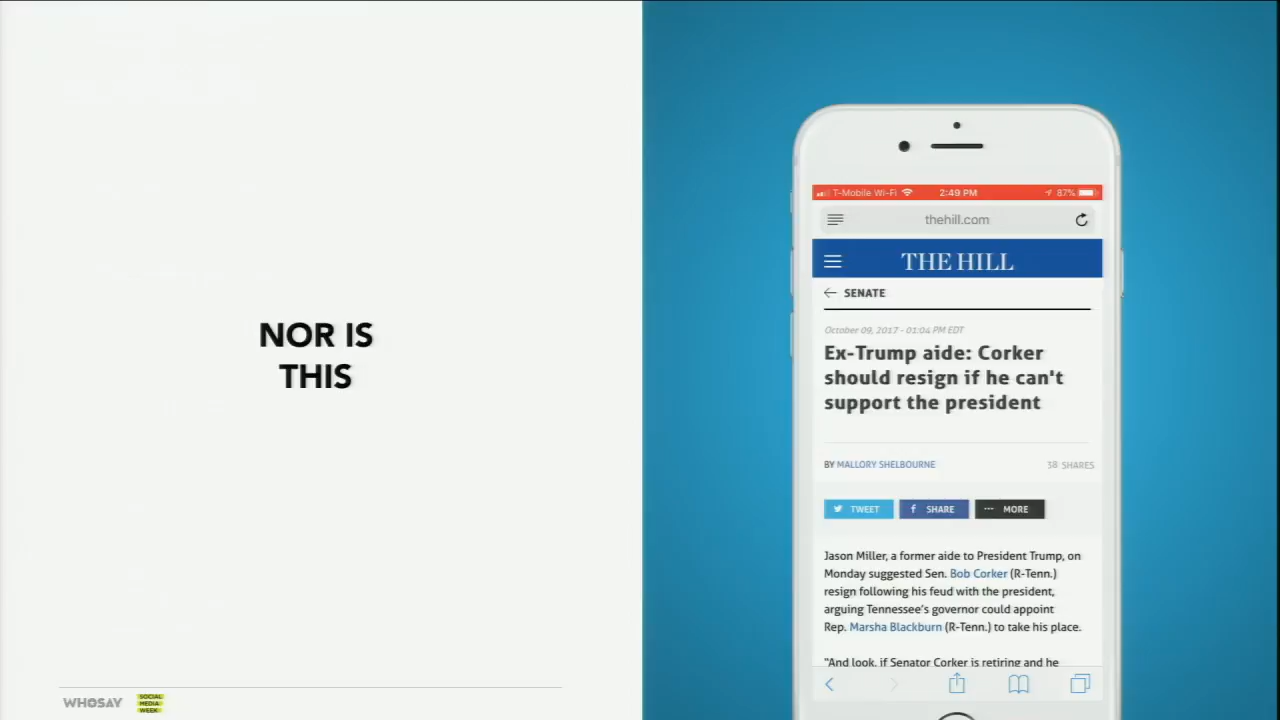 NOR IS
THIS
WHOSAY
SOCIAL
MEDIA
WEEK
T-Mobile Wi-Fi 2:49 PM 87%
thehill.com
THE HILL
SENATE
October 09, 2017 - 01:04 PM EDT
Ex-Trump aide: Corker
should resign if he can't
support the president
BY MALLORY SHELBOURNE 38 SHARES
TWEET f SHARE ··· MORE
Jason Miller, a former aide to President Trump, on
Monday suggested Sen. Bob Corker (R-Tenn.)
resign following his feud with the president,
arguing Tennessee's governor could appoint
Rep. Marsha Blackburn (R-Tenn.) to take his place.
"And look, if Senator Corker is retiring and he